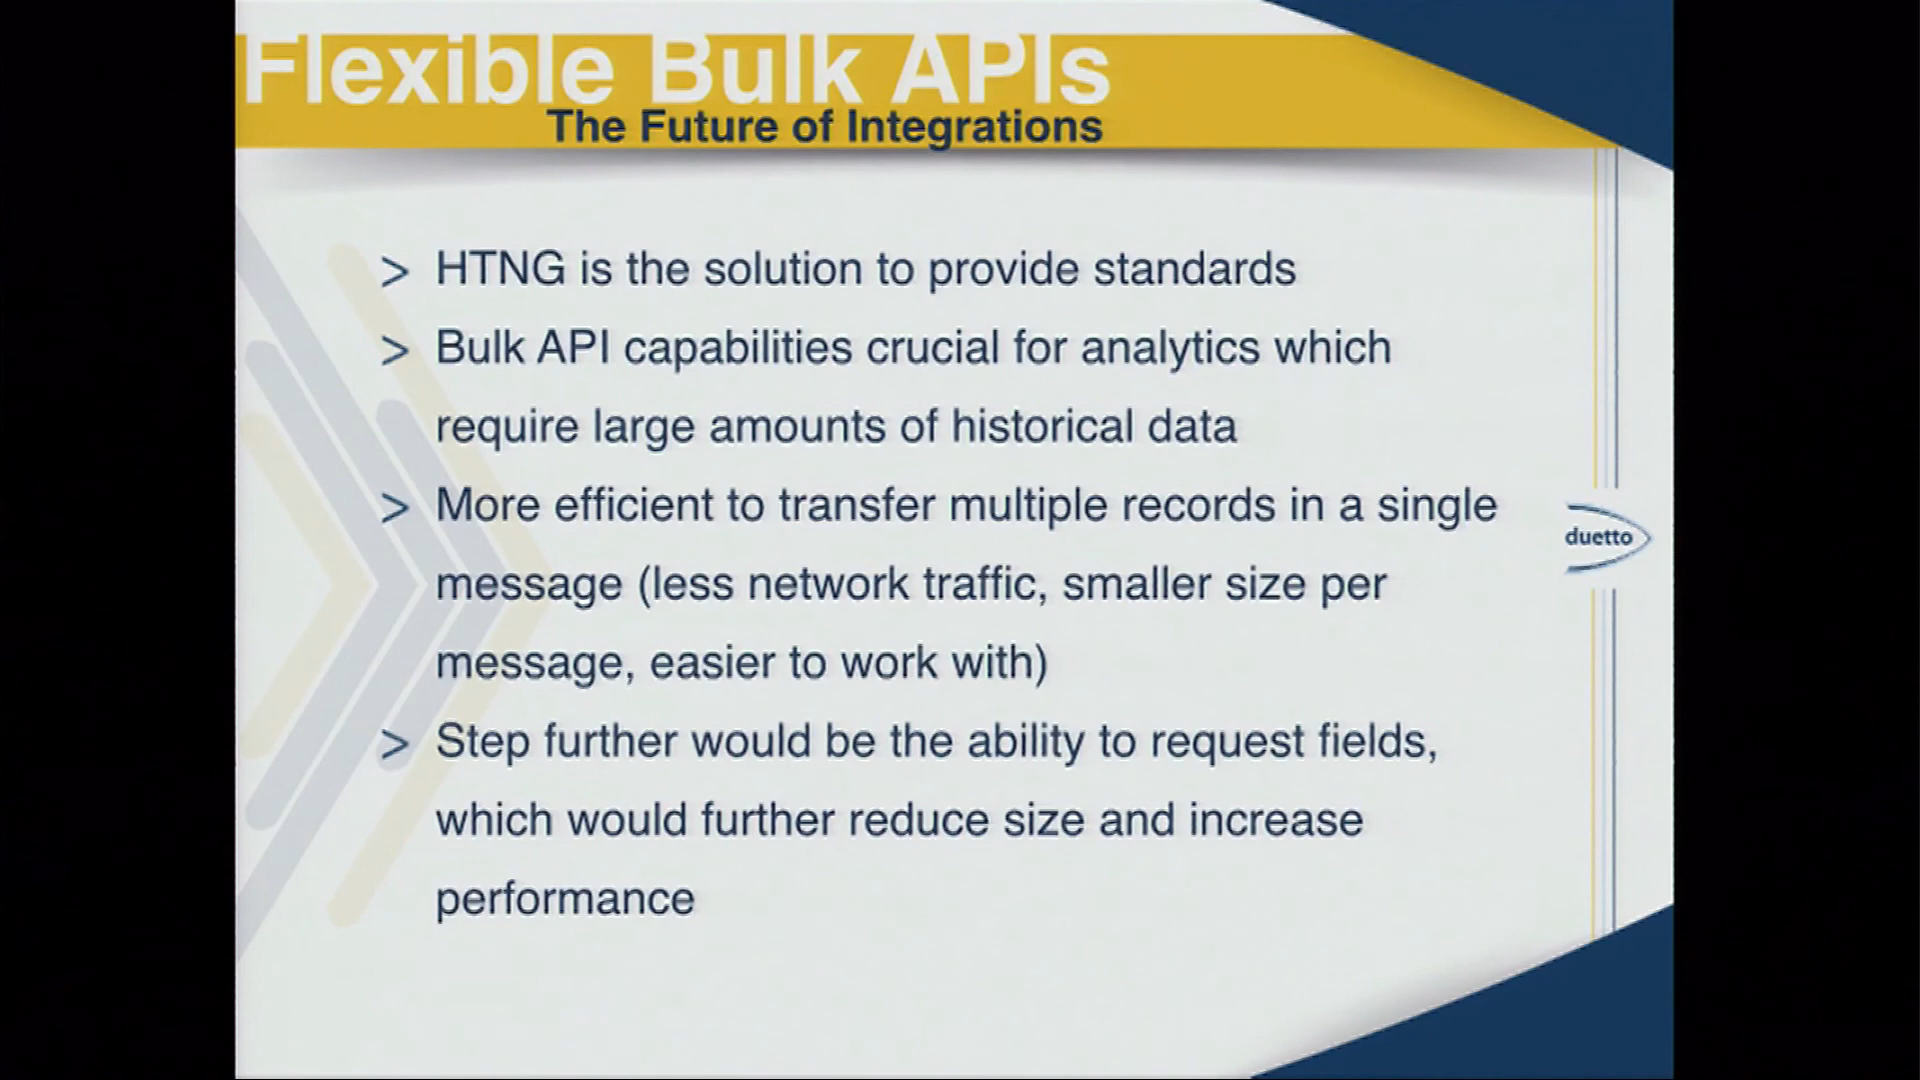 Flexible Bulk APIs
The Future of Integrations
> HTNG is the solution to provide standards
> Bulk API capabilities crucial for analytics which
require large amounts of historical data
> More efficient to transfer multiple records in a single
message (less network traffic, smaller size per
message, easier to work with)
> Step further would be the ability to request fields,
which would further reduce size and increase
performance
duetto